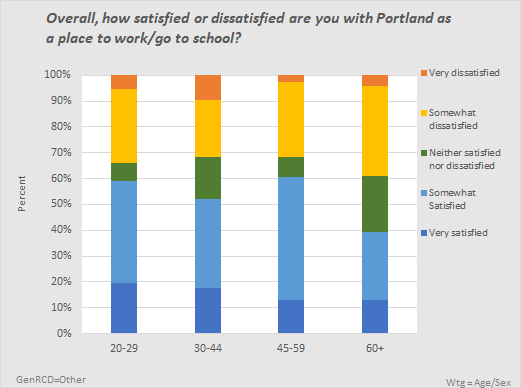 Overall, how satisfied or dissatisfied are you with Portland as
a place to work/go to school?
100%
90%
80%
70%
60%
50%
40%
30%
20%
10%
0%
Percent
20-29
30-44
45-59
60+
Very dissatisfied
Somewhat
dissatisfied
Neither satisfied
nor dissatisfied
Somewhat
Satisfied
Very satisfied
GenRCD=Other
Wtg = Age/Sex